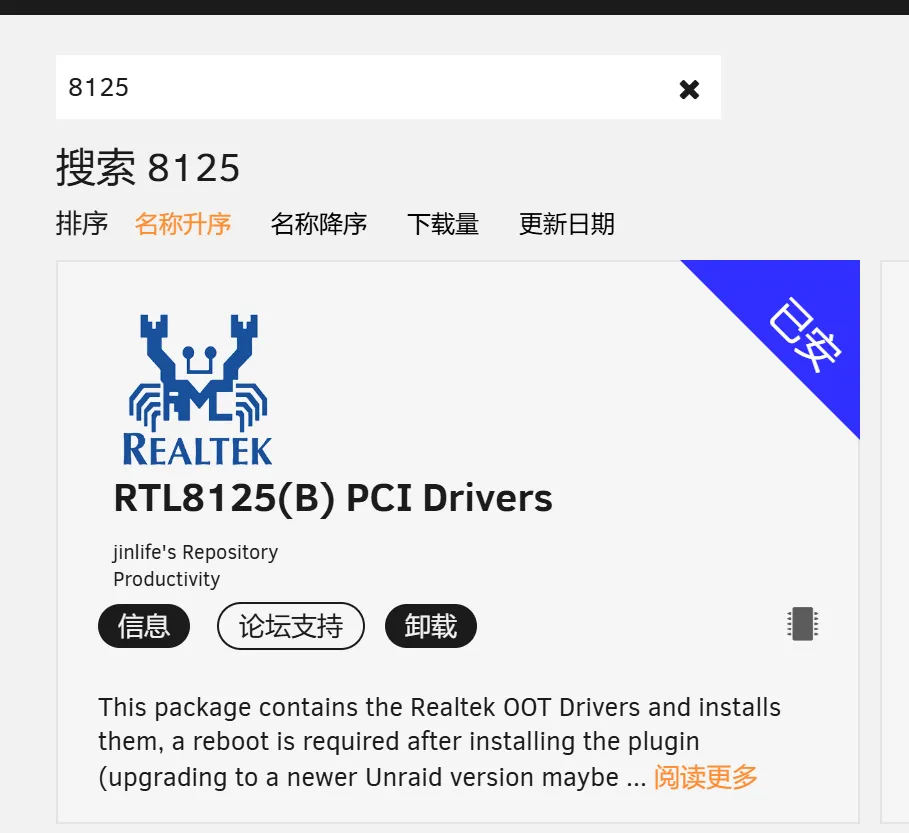 8125
搜索 8125
排序 名称升序 名称降序 下载量 更新日期
已安
REALTEK
RTL8125(B) PCI Drivers
jinlife's Repository
Productivity
信息 论坛支持 卸载
This package contains the Realtek OOT Drivers and installs
them, a reboot is required after installing the plugin
(upgrading to a newer Unraid version maybe ... 阅读更多